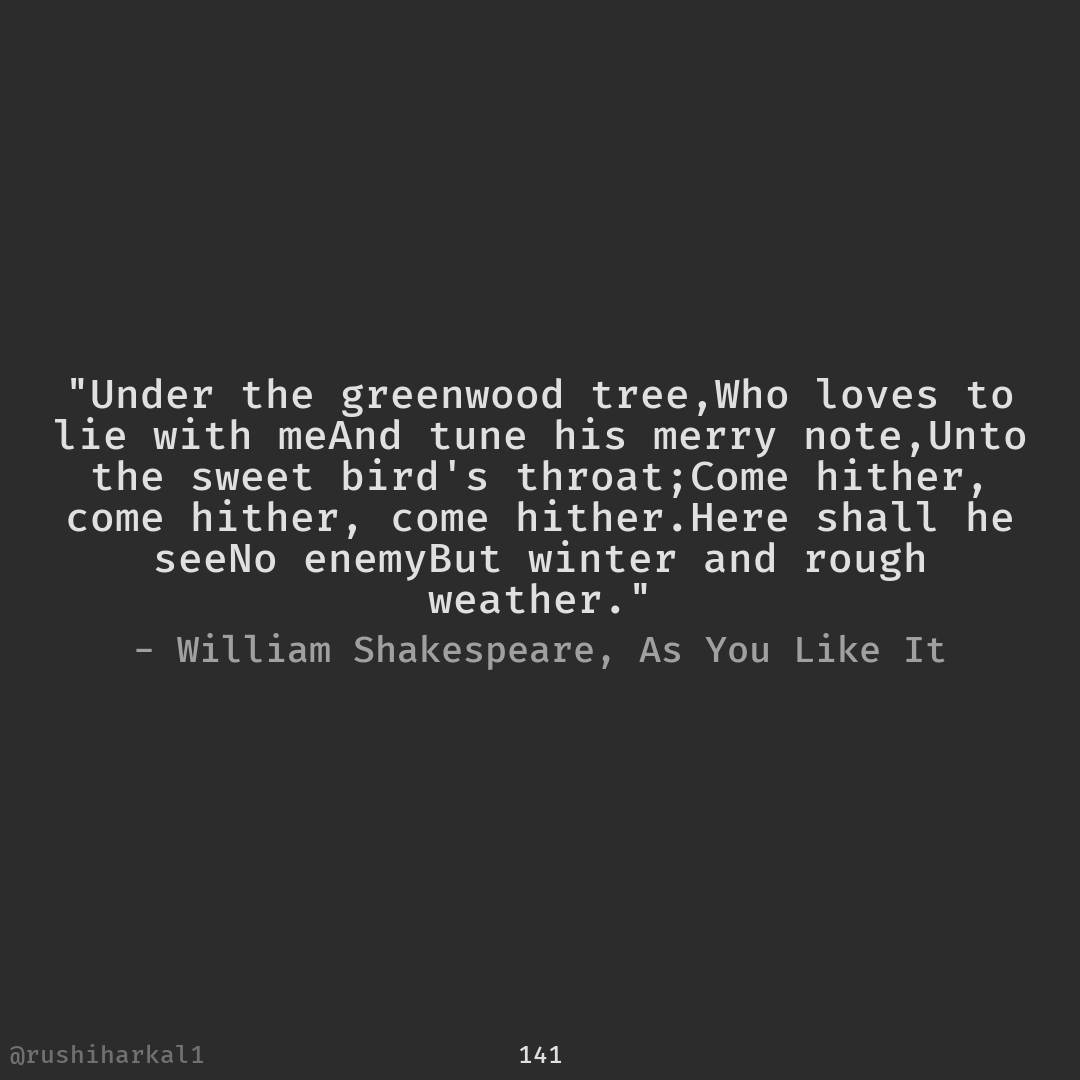 "Under the greenwood tree,Who loves to
lie with meAnd tune his merry note,Unto
the sweet bird's throat;Come hither,
come hither, come hither.Here shall he
seeNo enemyBut winter and rough
weather."
- William Shakespeare, As You Like It
@rushiharkal1
141